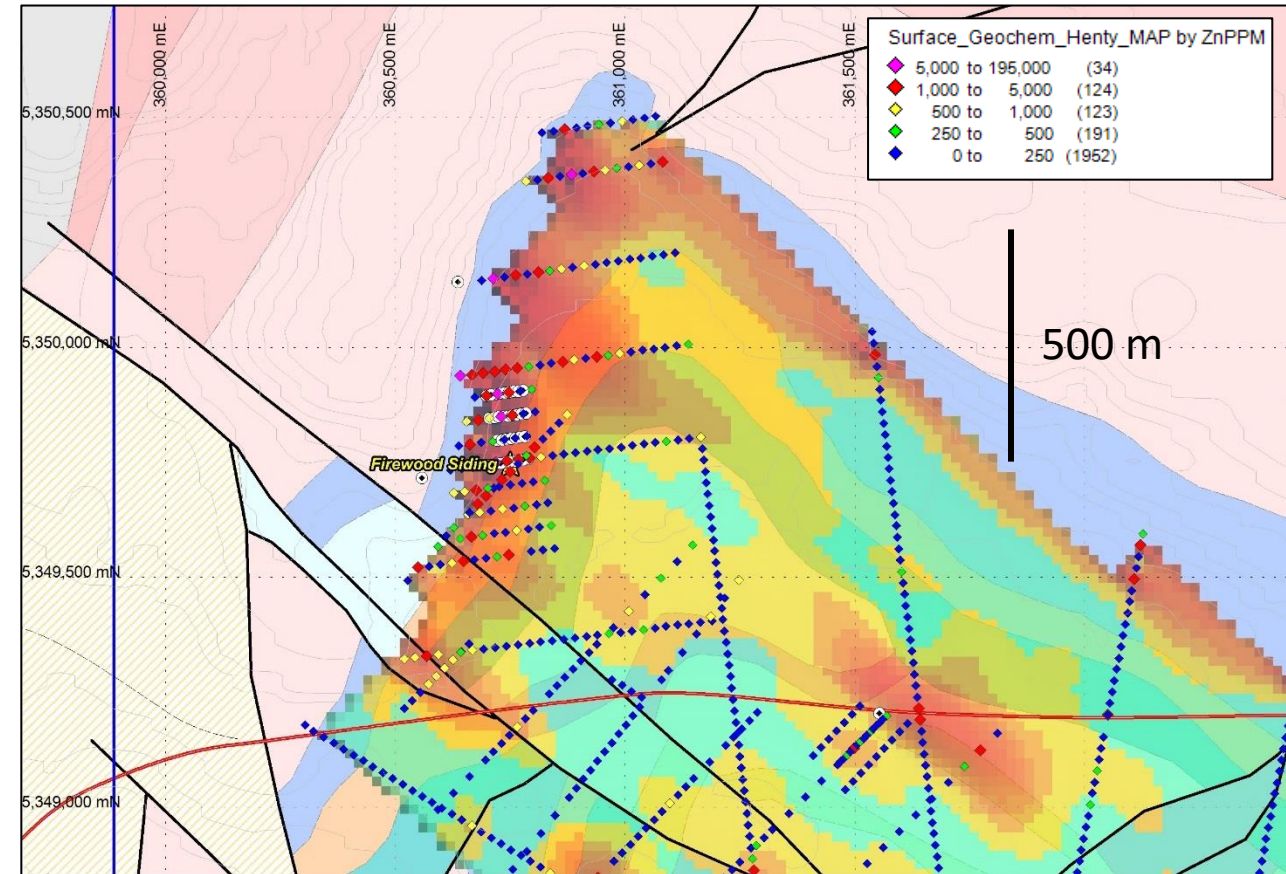 Surface_Geochem_Henty_MAP by ZnPPM
5,000 to 195,000 (34)
1,000 to 5,000 (124)
500 to 1,000 (123)
250 to 500 (191)
0 to 250 (1952)
360,000 mE
360,500 mE
361,000 mE
361,500 mE
5,350,500 mN
5,350,000 mN
500 m
Firewood Siding
5,349,500 mN
5,349,000 mN